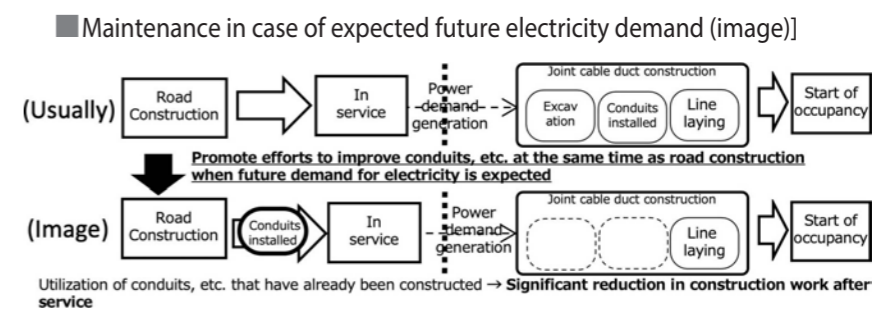 ■Maintenance in case of expected future electricity demand (image)]
(Usually)
Road
Construction
In
service
Power
demand
generation
Joint cable duct construction
Excav
ation
Conduits
installed
Line
laying
Start of
occupancy
Promote efforts to improve conduits, etc. at the same time as road construction
when future demand for electricity is expected
(Image)
Road
Construction
Conduits
installed
In
service
Power
demand
generation
Joint cable duct construction
Line
laying
Start of
occupancy
Utilization of conduits, etc. that have already been constructed → Significant reduction in construction work after
service